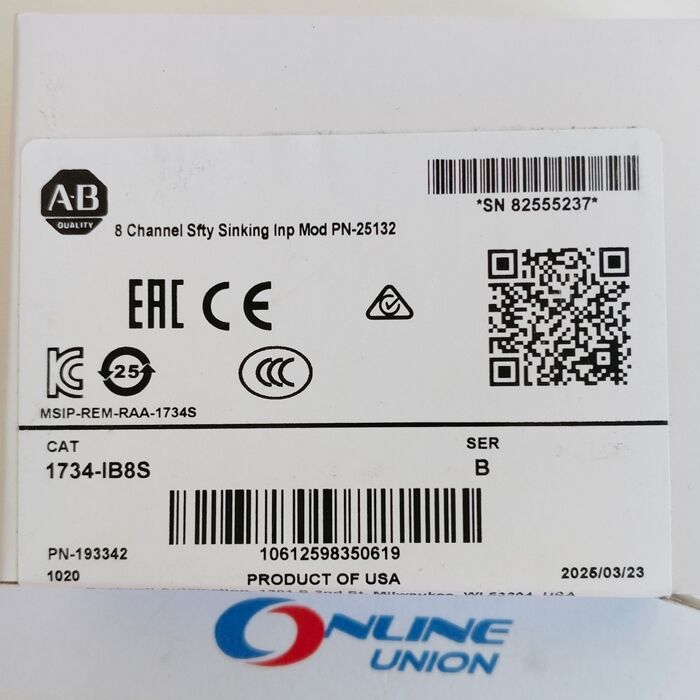 A·B
QUALITY
8 Channel Sfty Sinking Inp Mod PN-25132
*SN 82555237*
EAC CE
25
CCC
MSIP-REM-RAA-1734S
CAT
SER
1734-IB8S
B
PN-193342
10612598350619
1020
PRODUCT OF USA
2025/03/23
ONLINE
UNION